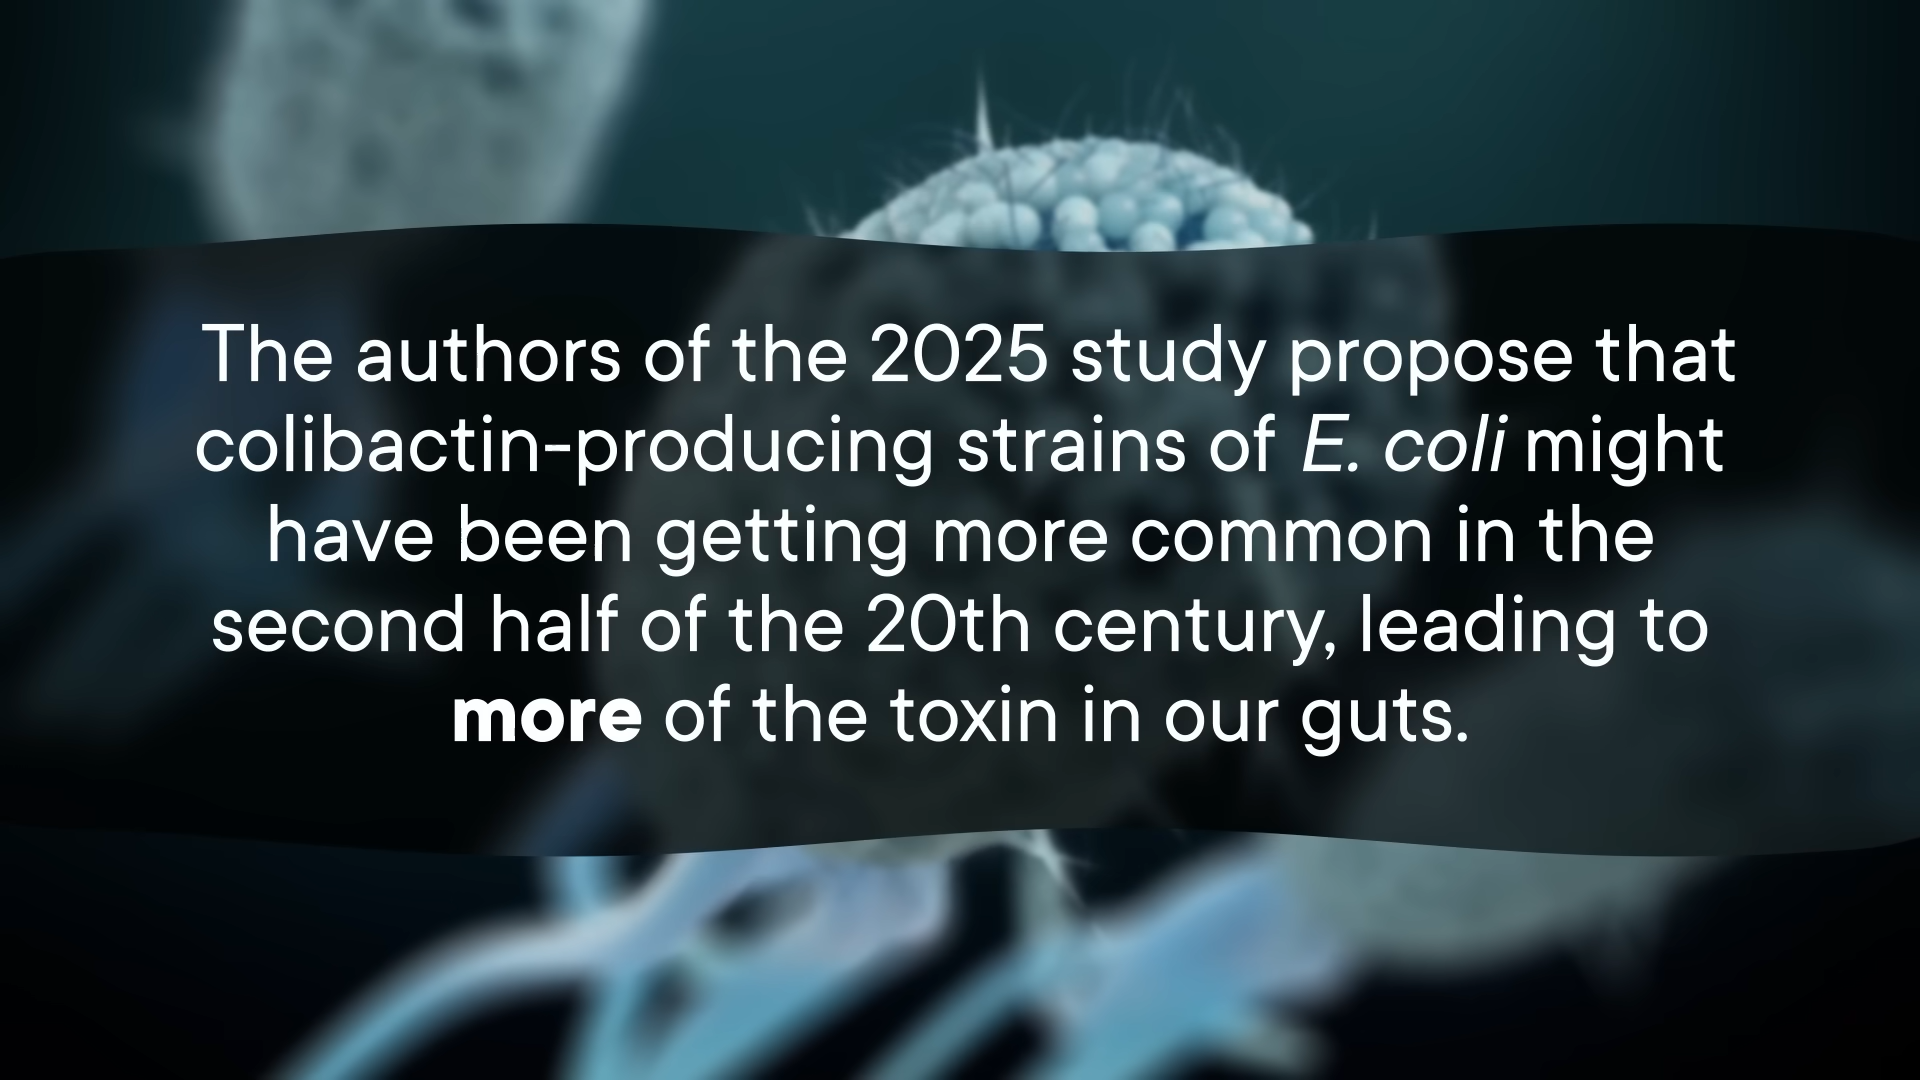 The authors of the 2025 study propose that
colibactin-producing strains of E. coli might
have been getting more common in the
second half of the 20th century, leading to
more of the toxin in our guts.